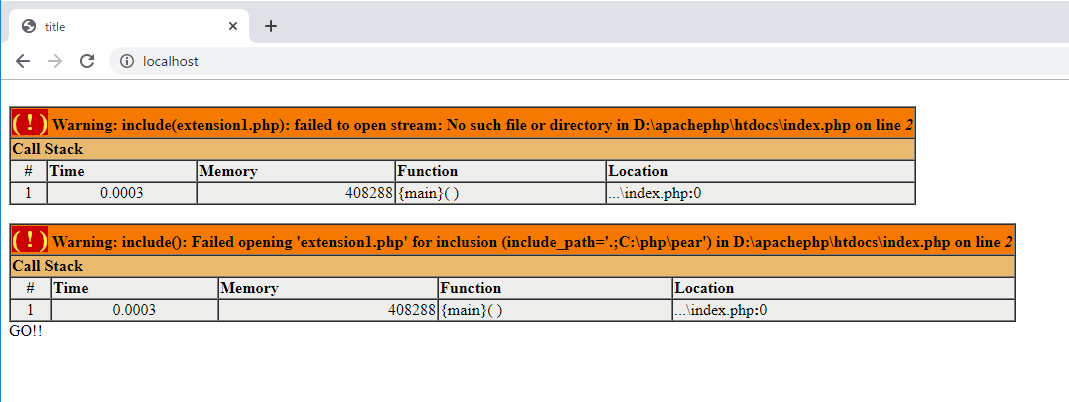 title
localhost
( ! ) Warning: include(extension1.php): failed to open stream: No such file or directory in D:\apachephp\htdocs\index.php on line 2
Call Stack
# Time Memory Function Location
1 0.0003 408288 {main}( ) ...\index.php:0
( ! ) Warning: include(): Failed opening 'extension1.php' for inclusion (include_path='.;C:\php\pear') in D:\apachephp\htdocs\index.php on line 2
Call Stack
# Time Memory Function Location
1 0.0003 408288 {main}( ) ...\index.php:0
GO!!